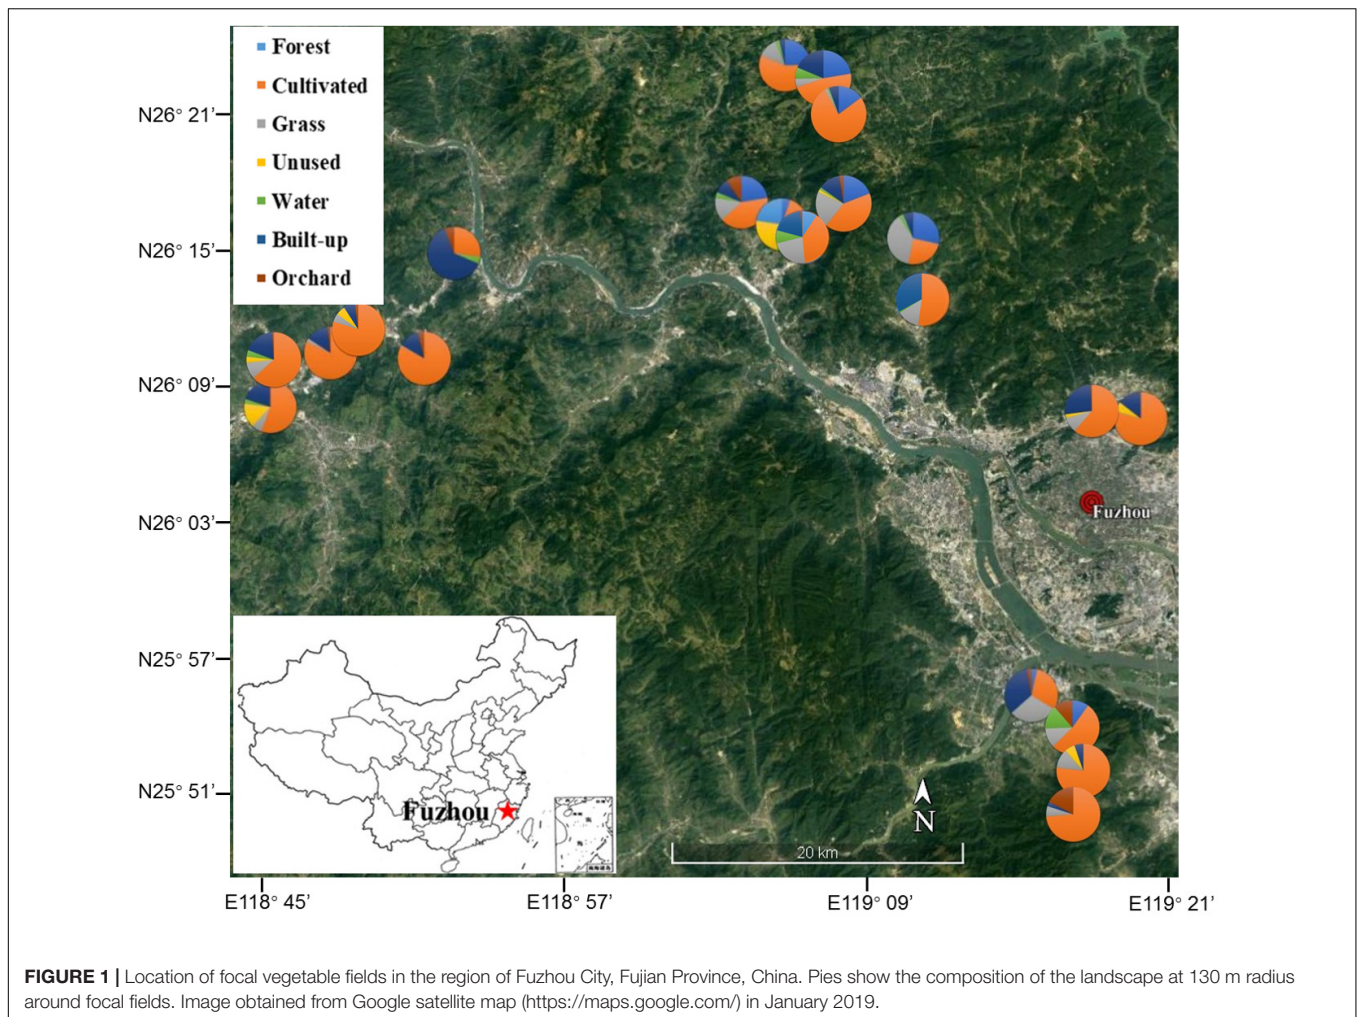 Forest
Cultivated
Grass
Unused
Water
Built-up
Orchard
N26° 21’
N26° 15’
N26° 09’
N26° 03’
N25° 57’
N25° 51’
Fuzhou
Fuzhou
N
20 km
E118° 45’
E118° 57’
E119° 09’
E119° 21’
FIGURE 1 | Location of focal vegetable fields in the region of Fuzhou City, Fujian Province, China. Pies show the composition of the landscape at 130 m radius
around focal fields. Image obtained from Google satellite map (https://maps.google.com/) in January 2019.